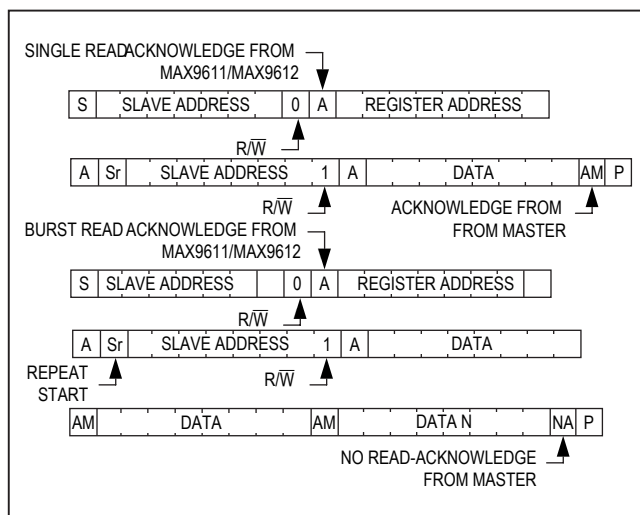 SINGLE READACKNOWLEDGE FROM
MAX9611/MAX9612
S SLAVE ADDRESS 0 A REGISTER ADDRESS
R/W̅
A Sr SLAVE ADDRESS 1 A DATA AM P
R/W̅ ACKNOWLEDGE FROM
FROM MASTER
BURST READ ACKNOWLEDGE FROM
MAX9611/MAX9612
S SLAVE ADDRESS 0 A REGISTER ADDRESS
R/W̅
A Sr SLAVE ADDRESS 1 A DATA
REPEAT
START
R/W̅
AM DATA AM DATA N NA P
NO READ-ACKNOWLEDGE
FROM MASTER